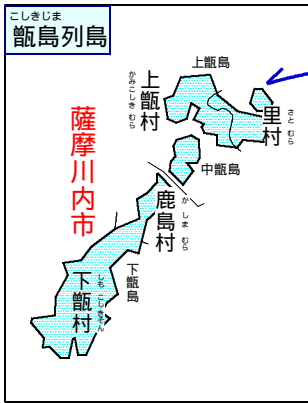 こしきじま
甑島列島
上甑島
かみこしき むら
上甑村
さと むら
里村
薩摩川内市
中甑島
か しま むら
鹿島村
下甑島
しも こしきそん
下甑村